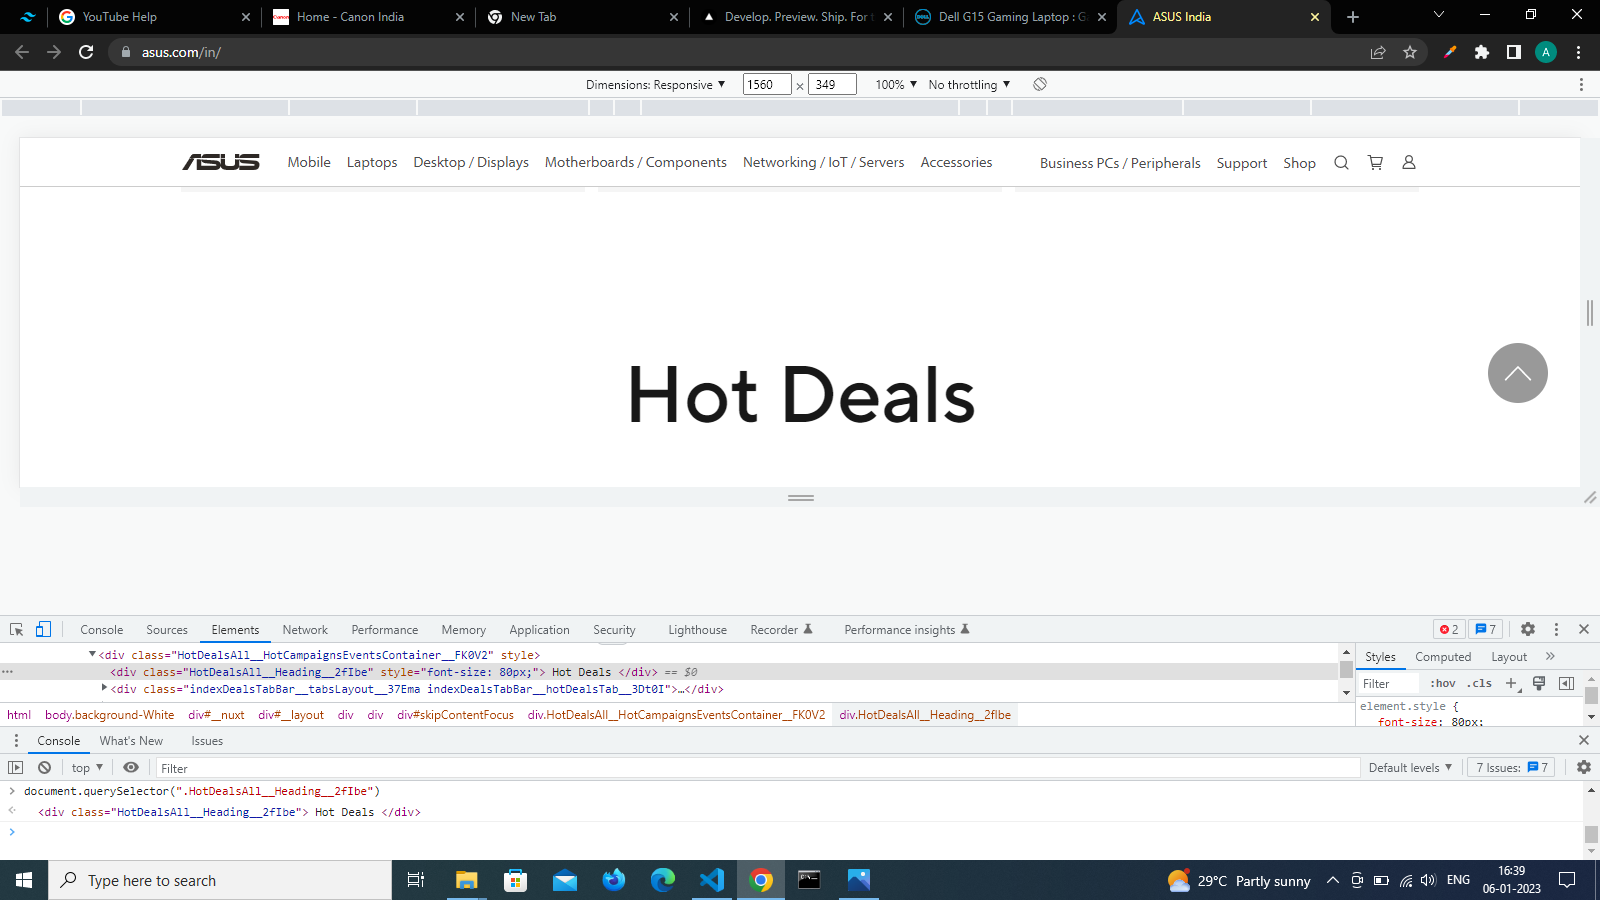 YouTube Help
Home - Canon India
New Tab
Develop. Preview. Ship. For t
Dell G15 Gaming Laptop : G
ASUS India
asus.com/in/
A
Dimensions: Responsive ▼ 1560 × 349 100% ▼ No throttling ▼
ASUS Mobile Laptops Desktop / Displays Motherboards / Components Networking / IoT / Servers Accessories Business PCs / Peripherals Support Shop
Hot Deals
Console Sources Elements Network Performance Memory Application Security Lighthouse Recorder Performance insights 2 7
▼<div class="HotDealsAll__HotCampaignsEventsContainer__FK0V2" style>
<div class="HotDealsAll__Heading__2fIbe" style="font-size: 80px;"> Hot Deals </div> == $0
▶<div class="indexDealsTabBar__tabsLayout__37Ema indexDealsTabBar__hotDealsTab__3Dt0I">…</div>
html body.background-White div#__nuxt div#__layout div div div#skipContentFocus div.HotDealsAll__HotCampaignsEventsContainer__FK0V2 div.HotDealsAll__Heading__2fIbe
Styles Computed Layout »
Filter :hov .cls +
element.style {
font-size: 80px;
Console What's New Issues
top ▼ Filter Default levels ▼ 7 Issues: 7
> document.querySelector(".HotDealsAll__Heading__2fIbe")
<div class="HotDealsAll__Heading__2fIbe"> Hot Deals </div>
>
Type here to search
29°C Partly sunny
ENG
16:39
06-01-2023